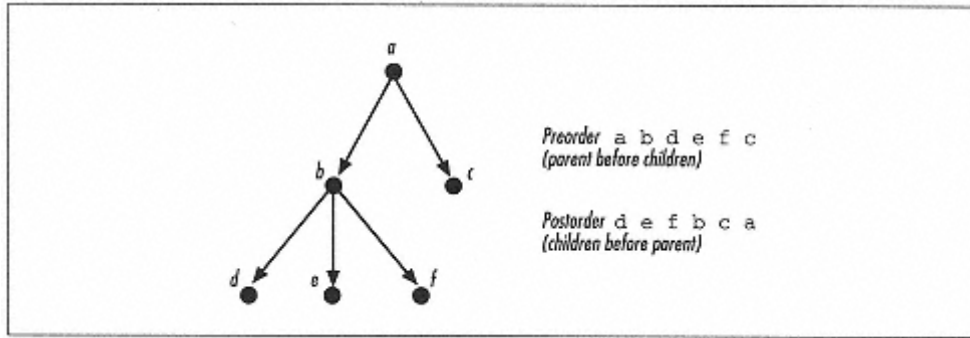 a
b
c
d
e
f
Preorder a b d e f c
(parent before children)
Postorder d e f b c a
(children before parent)